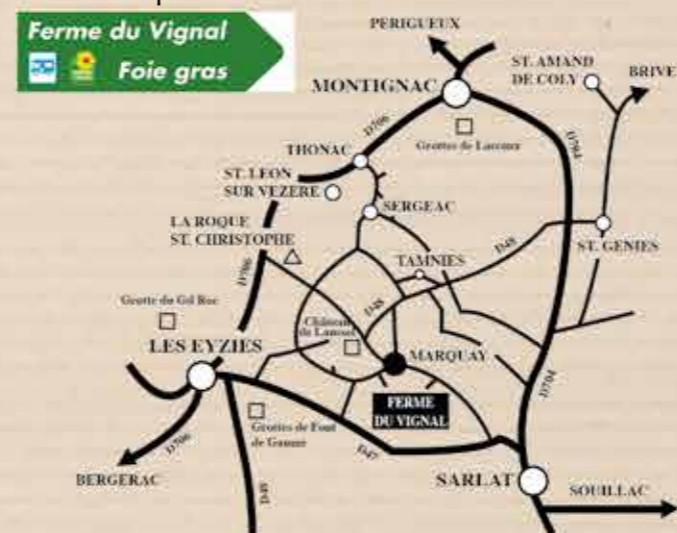 Ferme du Vignal
Foie gras
PERIGUEUX
MONTIGNAC
ST. AMAND
DE COLY
BRIVE
D706
Grottes de Lascaux
D704
THONAC
ST. LEON
SUR VEZERE
SERGEAC
LA ROQUE
ST. CHRISTOPHE
D706
TAMNIES
D48
ST. GENIES
Grotte du Gd Roc
D48
Château
de Laussel
LES EYZIES
MARQUAY
FERME
DU VIGNAL
D704
Grottes de Font
de Gaume
D706
BERGERAC
D47
D49
SARLAT
SOUILLAC